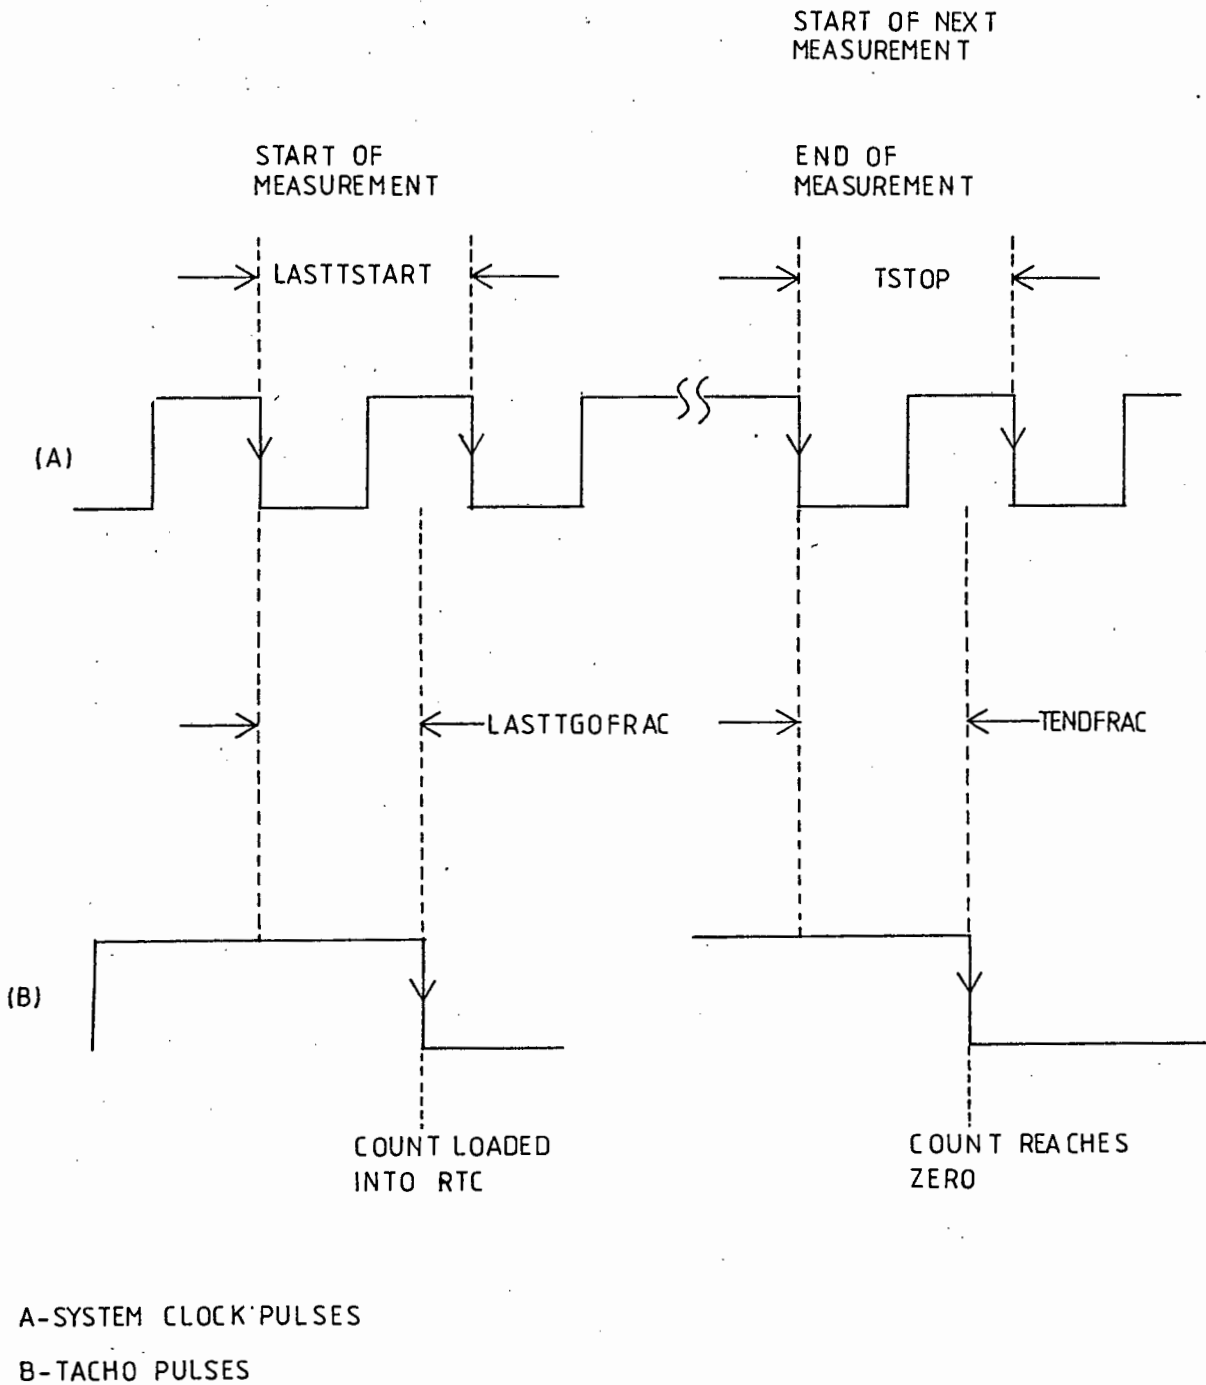 START OF NEXT
MEASUREMENT
START OF
MEASUREMENT
END OF
MEASUREMENT
LASTTSTART
TSTOP
(A)
LASTTGOFRAC
TENDFRAC
(B)
COUNT LOADED
INTO RTC
COUNT REACHES
ZERO
A-SYSTEM CLOCK PULSES
B-TACHO PULSES